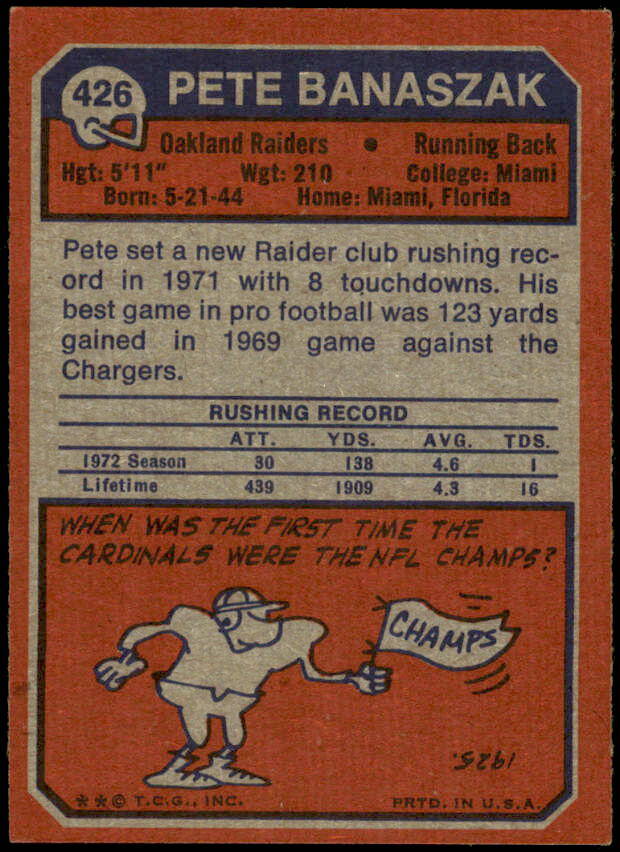 426 PETE BANASZAK
Oakland Raiders • Running Back
Hgt: 5'11" Wgt: 210 College: Miami
Born: 5-21-44 Home: Miami, Florida
Pete set a new Raider club rushing rec-
ord in 1971 with 8 touchdowns. His
best game in pro football was 123 yards
gained in 1969 game against the
Chargers.
RUSHING RECORD
ATT. YDS. AVG. TDS.
1972 Season 30 138 4.6 1
Lifetime 439 1909 4.3 16
WHEN WAS THE FIRST TIME THE
CARDINALS WERE THE NFL CHAMPS?
CHAMPS
1925.
**© T.C.G., INC. PRTD. IN U.S.A.